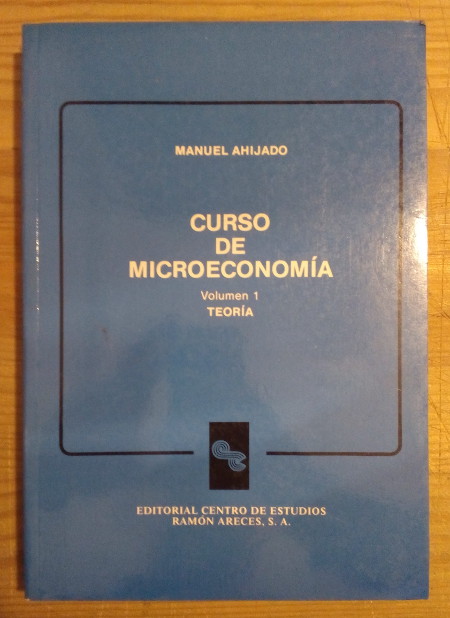 MANUEL AHIJADO
CURSO
DE
MICROECONOMÍA
Volumen 1
TEORÍA
EDITORIAL CENTRO DE ESTUDIOS
RAMÓN ARECES, S. A.